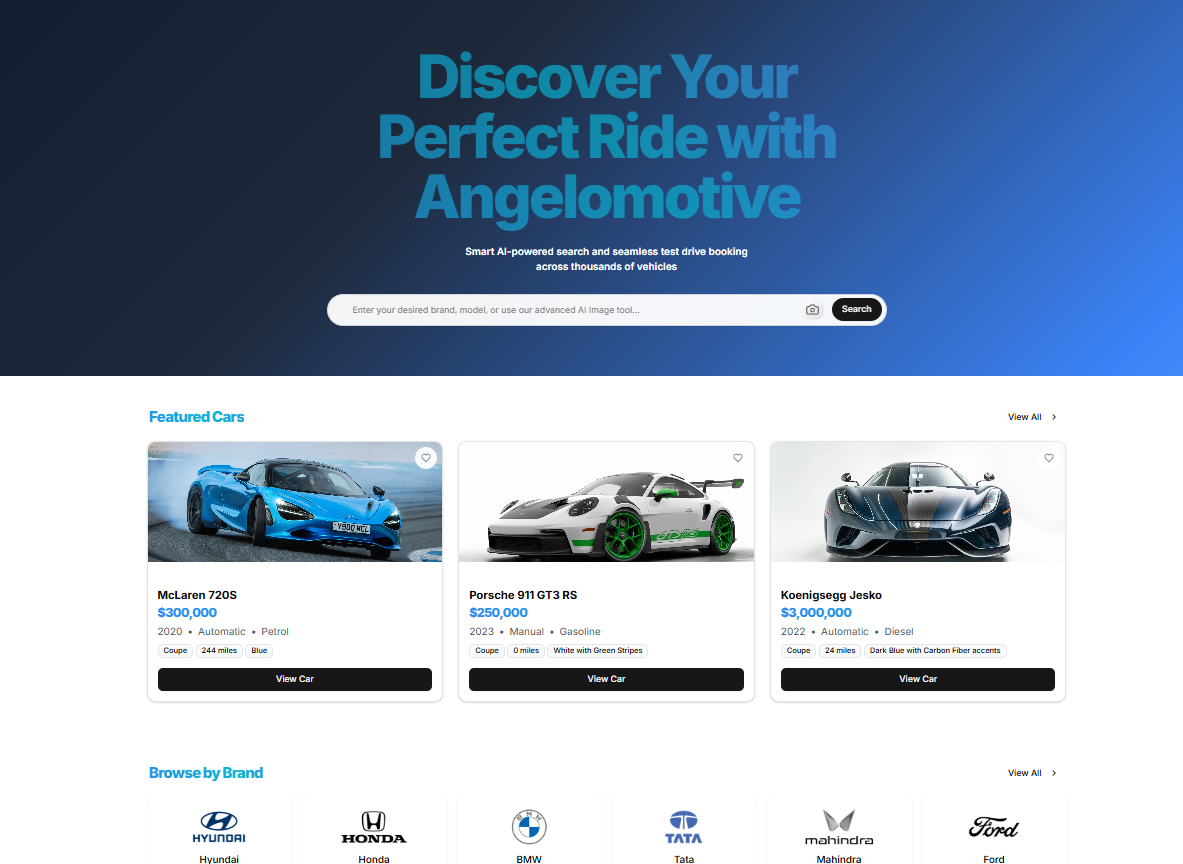 Discover Your
Perfect Ride with
Angelomotive
Smart AI-powered search and seamless test drive booking
across thousands of vehicles
Enter your desired brand, model, or use our advanced AI Image tool...
Search
Featured Cars
View All
Y900 MCL
McLaren 720S
$300,000
2020 • Automatic • Petrol
Coupe
244 miles
Blue
View Car
Porsche 911 GT3 RS
$250,000
2023 • Manual • Gasoline
Coupe
0 miles
White with Green Stripes
View Car
Koenigsegg Jesko
$3,000,000
2022 • Automatic • Diesel
Coupe
24 miles
Dark Blue with Carbon Fiber accents
View Car
Browse by Brand
View All
HYUNDAI
Hyundai
HONDA
Honda
BMW
BMW
TATA
Tata
mahindra
Mahindra
Ford
Ford